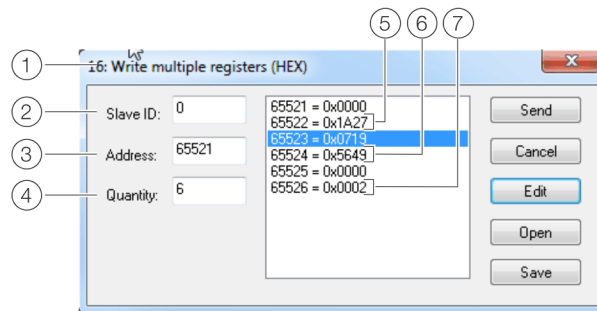 5 6 7
1 16: Write multiple registers (HEX)
2 Slave ID: 0
3 Address: 65521
4 Quantity: 6
65521 = 0x0000
65522 = 0x1A27
65523 = 0x0719
65524 = 0x5649
65525 = 0x0000
65526 = 0x0002
Send
Cancel
Edit
Open
Save